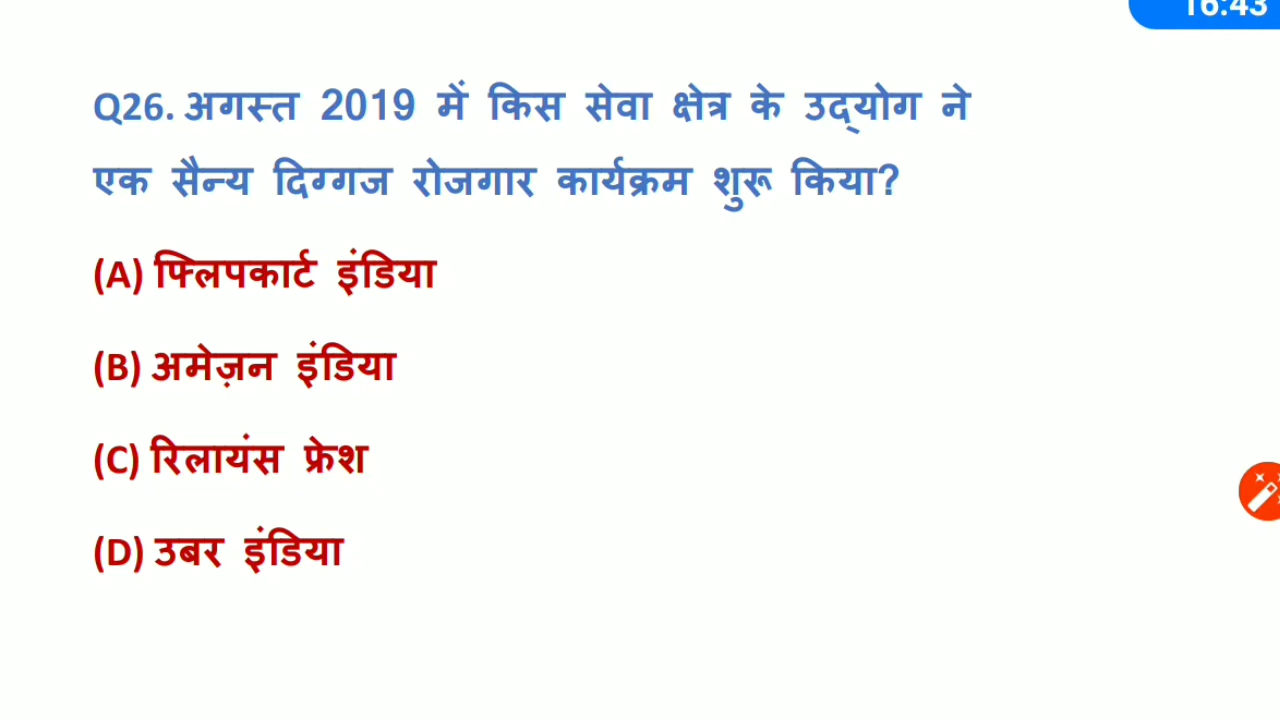 16:43
Q26. अगस्त 2019 में किस सेवा क्षेत्र के उद्योग ने
एक सैन्य दिग्गज रोजगार कार्यक्रम शुरू किया?
(A) फ्लिपकार्ट इंडिया
(B) अमेज़न इंडिया
(C) रिलायंस फ्रेश
(D) उबर इंडिया